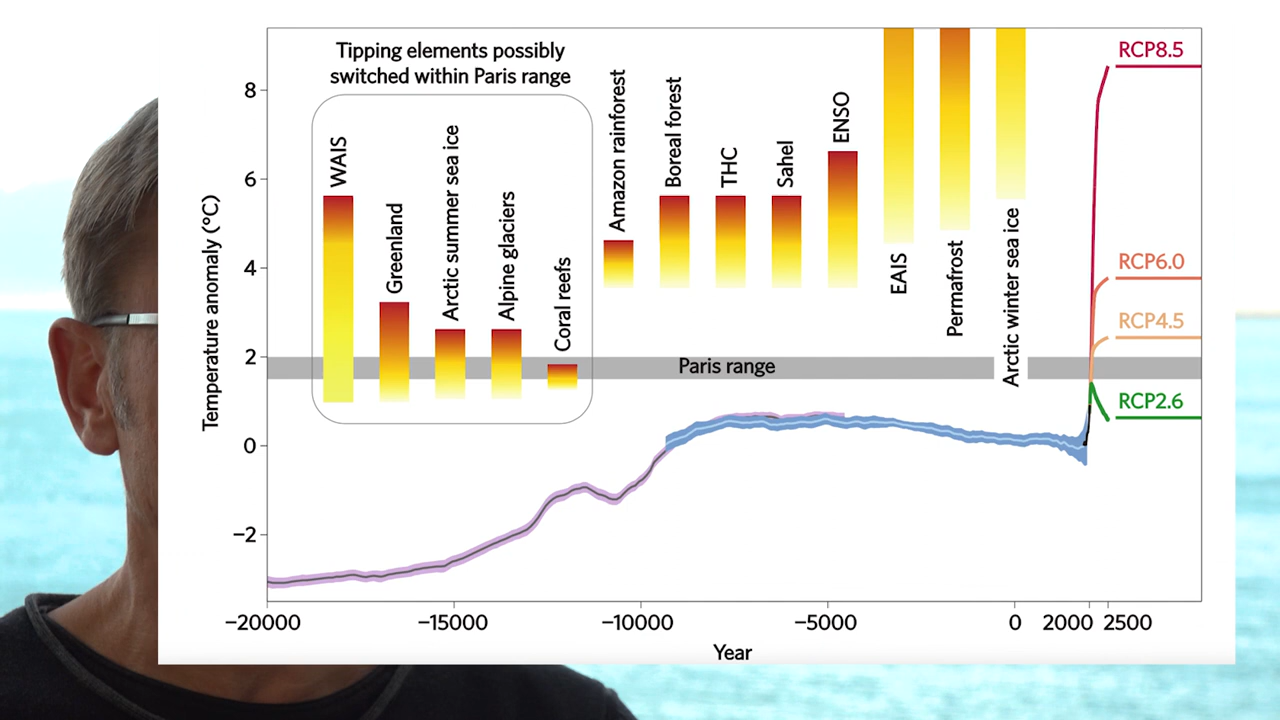 Tipping elements possibly
switched within Paris range
WAIS
Greenland
Arctic summer sea ice
Alpine glaciers
Coral reefs
Amazon rainforest
Boreal forest
THC
Sahel
ENSO
EAIS
Permafrost
Arctic winter sea ice
RCP8.5
RCP6.0
RCP4.5
RCP2.6
Paris range
Temperature anomaly (°C)
8
6
4
2
0
−2
−20000
−15000
−10000
−5000
0
2000
2500
Year